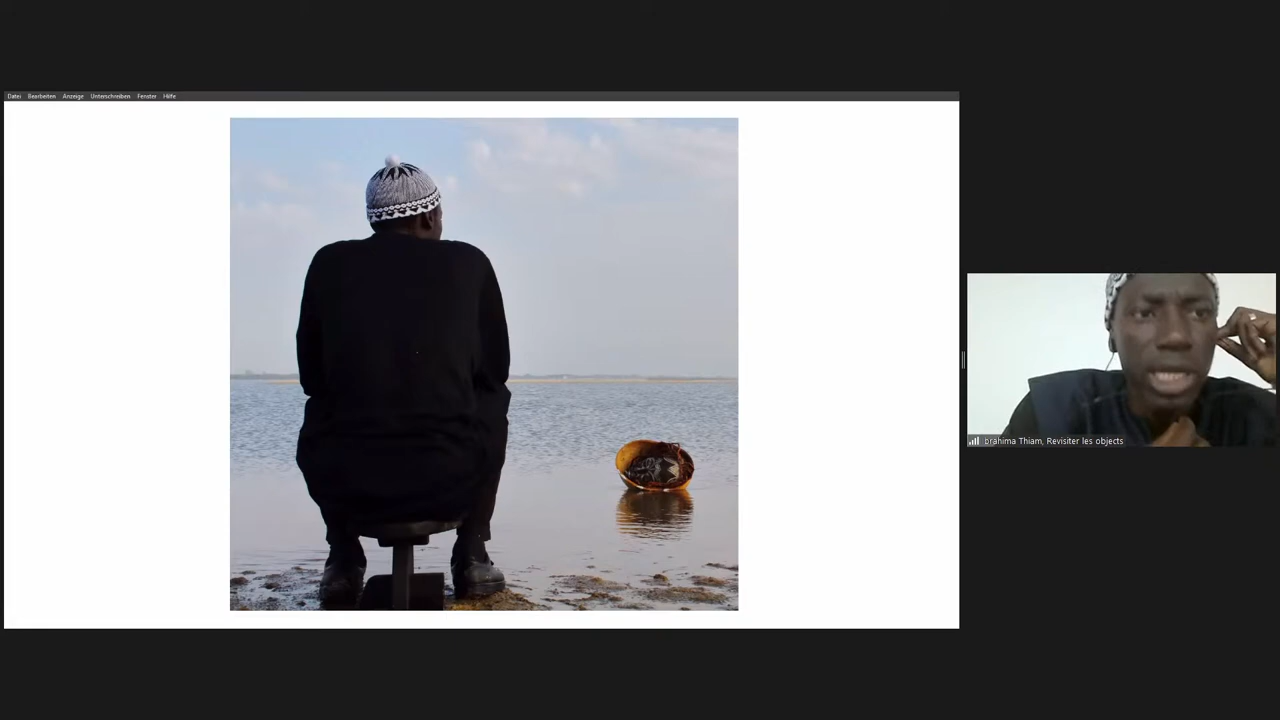 Datei Bearbeiten Anzeige Unterschreiben Fenster Hilfe
brahima Thiam, Revisiter les objects